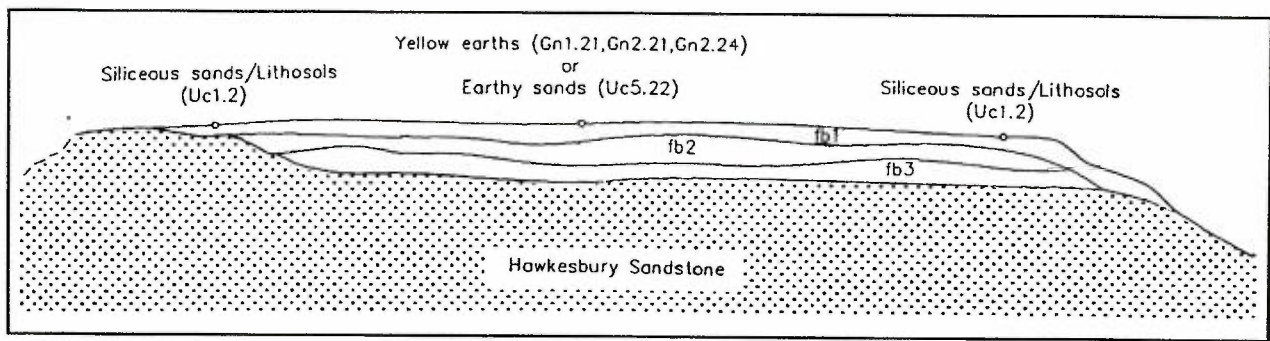 Yellow earths (Gn1.21,Gn2.21,Gn2.24)
or
Earthy sands (Uc5.22)
Siliceous sands/Lithosols
(Uc1.2)
Siliceous sands/Lithosols
(Uc1.2)
fb1
fb2
fb3
Hawkesbury Sandstone